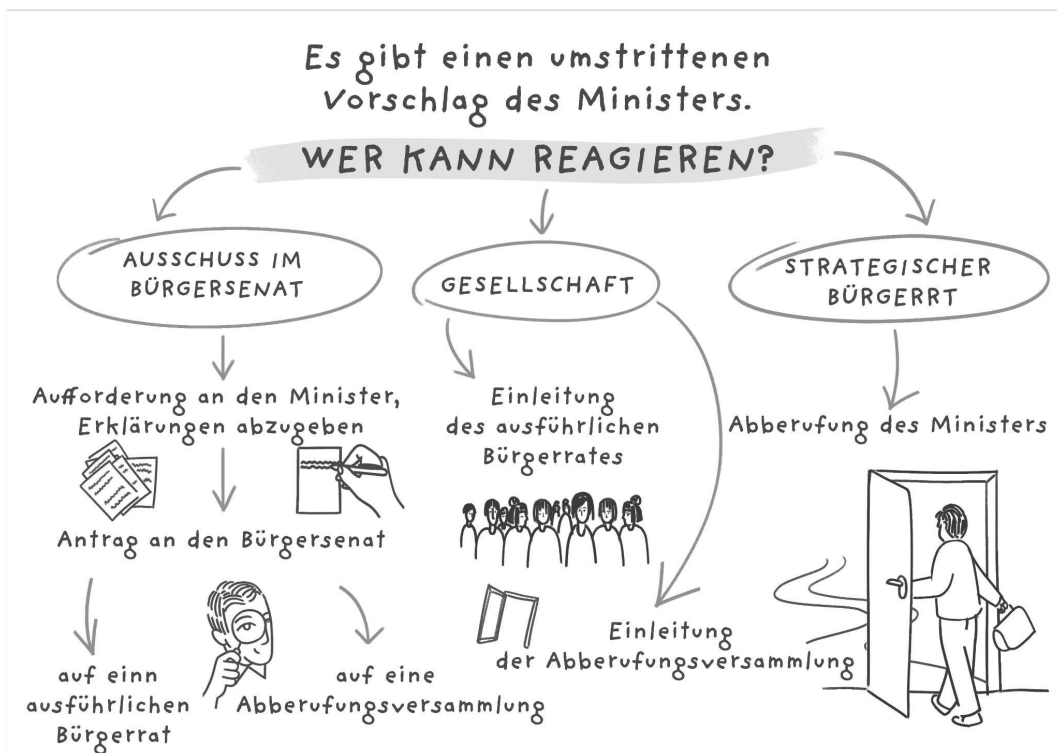 Es gibt einen umstrittenen
Vorschlag des Ministers.
WER KANN REAGIEREN?
AUSSCHUSS IM
BÜRGERSENAT
Aufforderung an den Minister,
Erklärungen abzugeben
Antrag an den Bürgersenat
auf einn
ausführlichen
Bürgerrat
auf eine
Abberufungsversammlung
GESELLSCHAFT
Einleitung
des ausführlichen
Bürgerrates
Einleitung
der Abberufungsversammlung
STRATEGISCHER
BÜRGERRT
Abberufung des Ministers